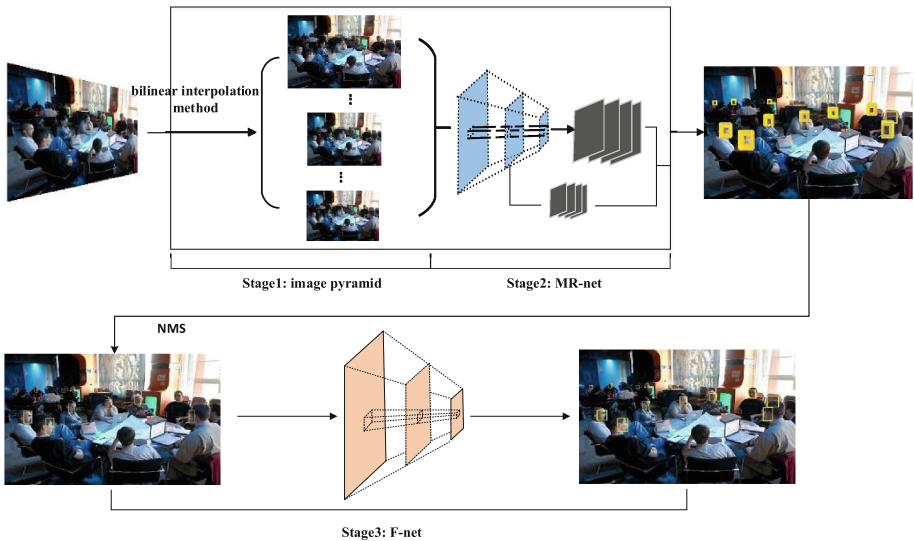 bilinear interpolation
method
Stage1: image pyramid
Stage2: MR-net
NMS
Stage3: F-net